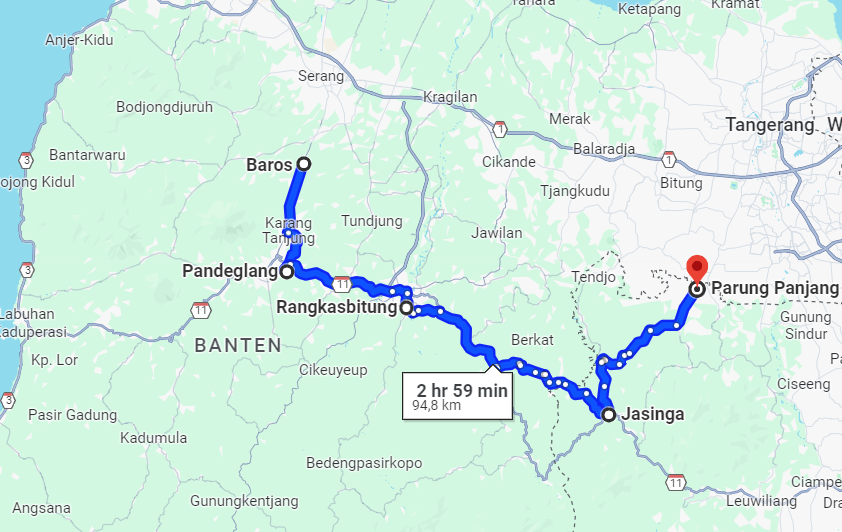 Ketapang
Anjer-Kidu
Serang
Kragilan
Bodjongdjuruh
Merak
1
Tangerang
W
Balaradja
1
Bantarwaru
3
Cikande
Baros
ojong Kidul
Tjangkudu
Bitung
Karang
Tanjung
Tundjung
Jawilan
3
Pandeglang
11
Tendjo
Parung Panjang
Rangkasbitung
11
Labuhan
aduperasi
Gunung
Sindur
BANTEN
Berkat
Kp. Lor
Cikeuyeup
Pa
2 hr 59 min
94,8 km
Ciseeng
3
Pasir Gadung
Jasinga
Kadumula
Bedengpasirkopo
11
Ciampe
Gunungkentjang
Leuwiliang
Dra
Angsana